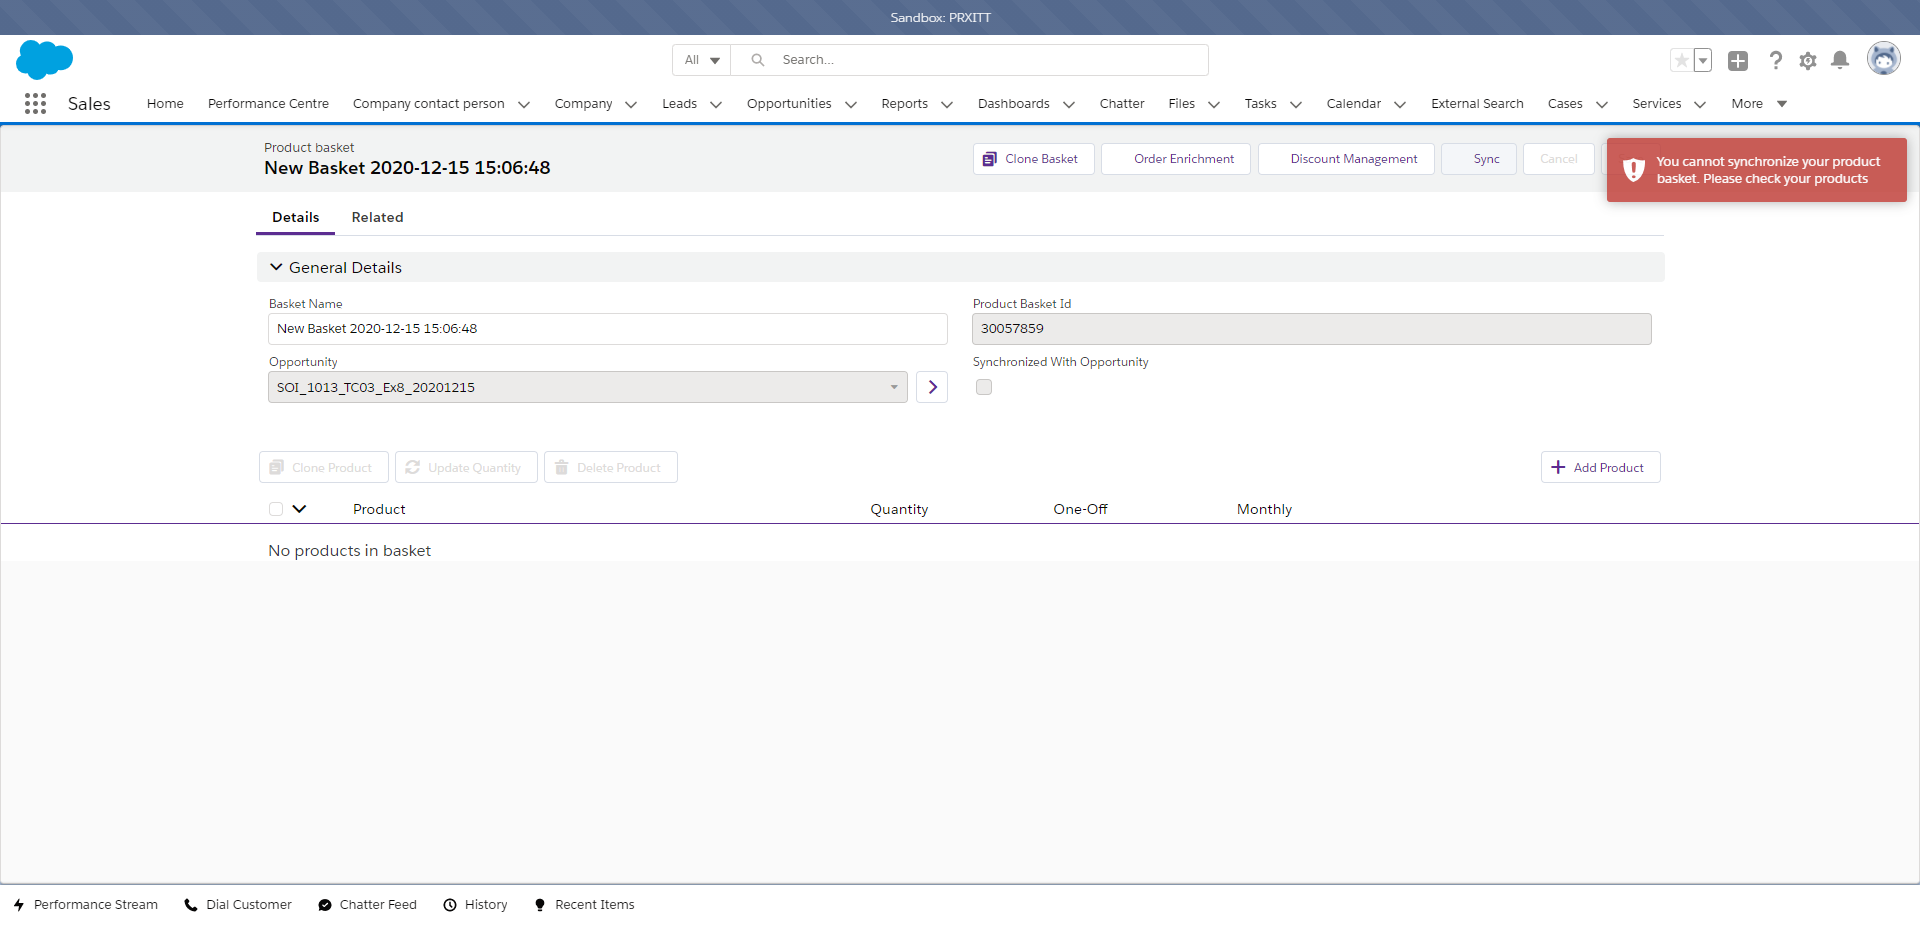 Sandbox: PRXITT
All
Search...
Sales
Home
Performance Centre
Company contact person
Company
Leads
Opportunities
Reports
Dashboards
Chatter
Files
Tasks
Calendar
External Search
Cases
Services
More
Product basket
New Basket 2020-12-15 15:06:48
Clone Basket
Order Enrichment
Discount Management
Sync
Cancel
You cannot synchronize your product
basket. Please check your products
Details
Related
General Details
Basket Name
New Basket 2020-12-15 15:06:48
Product Basket Id
30057859
Opportunity
SOI_1013_TC03_Ex8_20201215
Synchronized With Opportunity
Clone Product
Update Quantity
Delete Product
Add Product
Product
Quantity
One-Off
Monthly
No products in basket
Performance Stream
Dial Customer
Chatter Feed
History
Recent Items